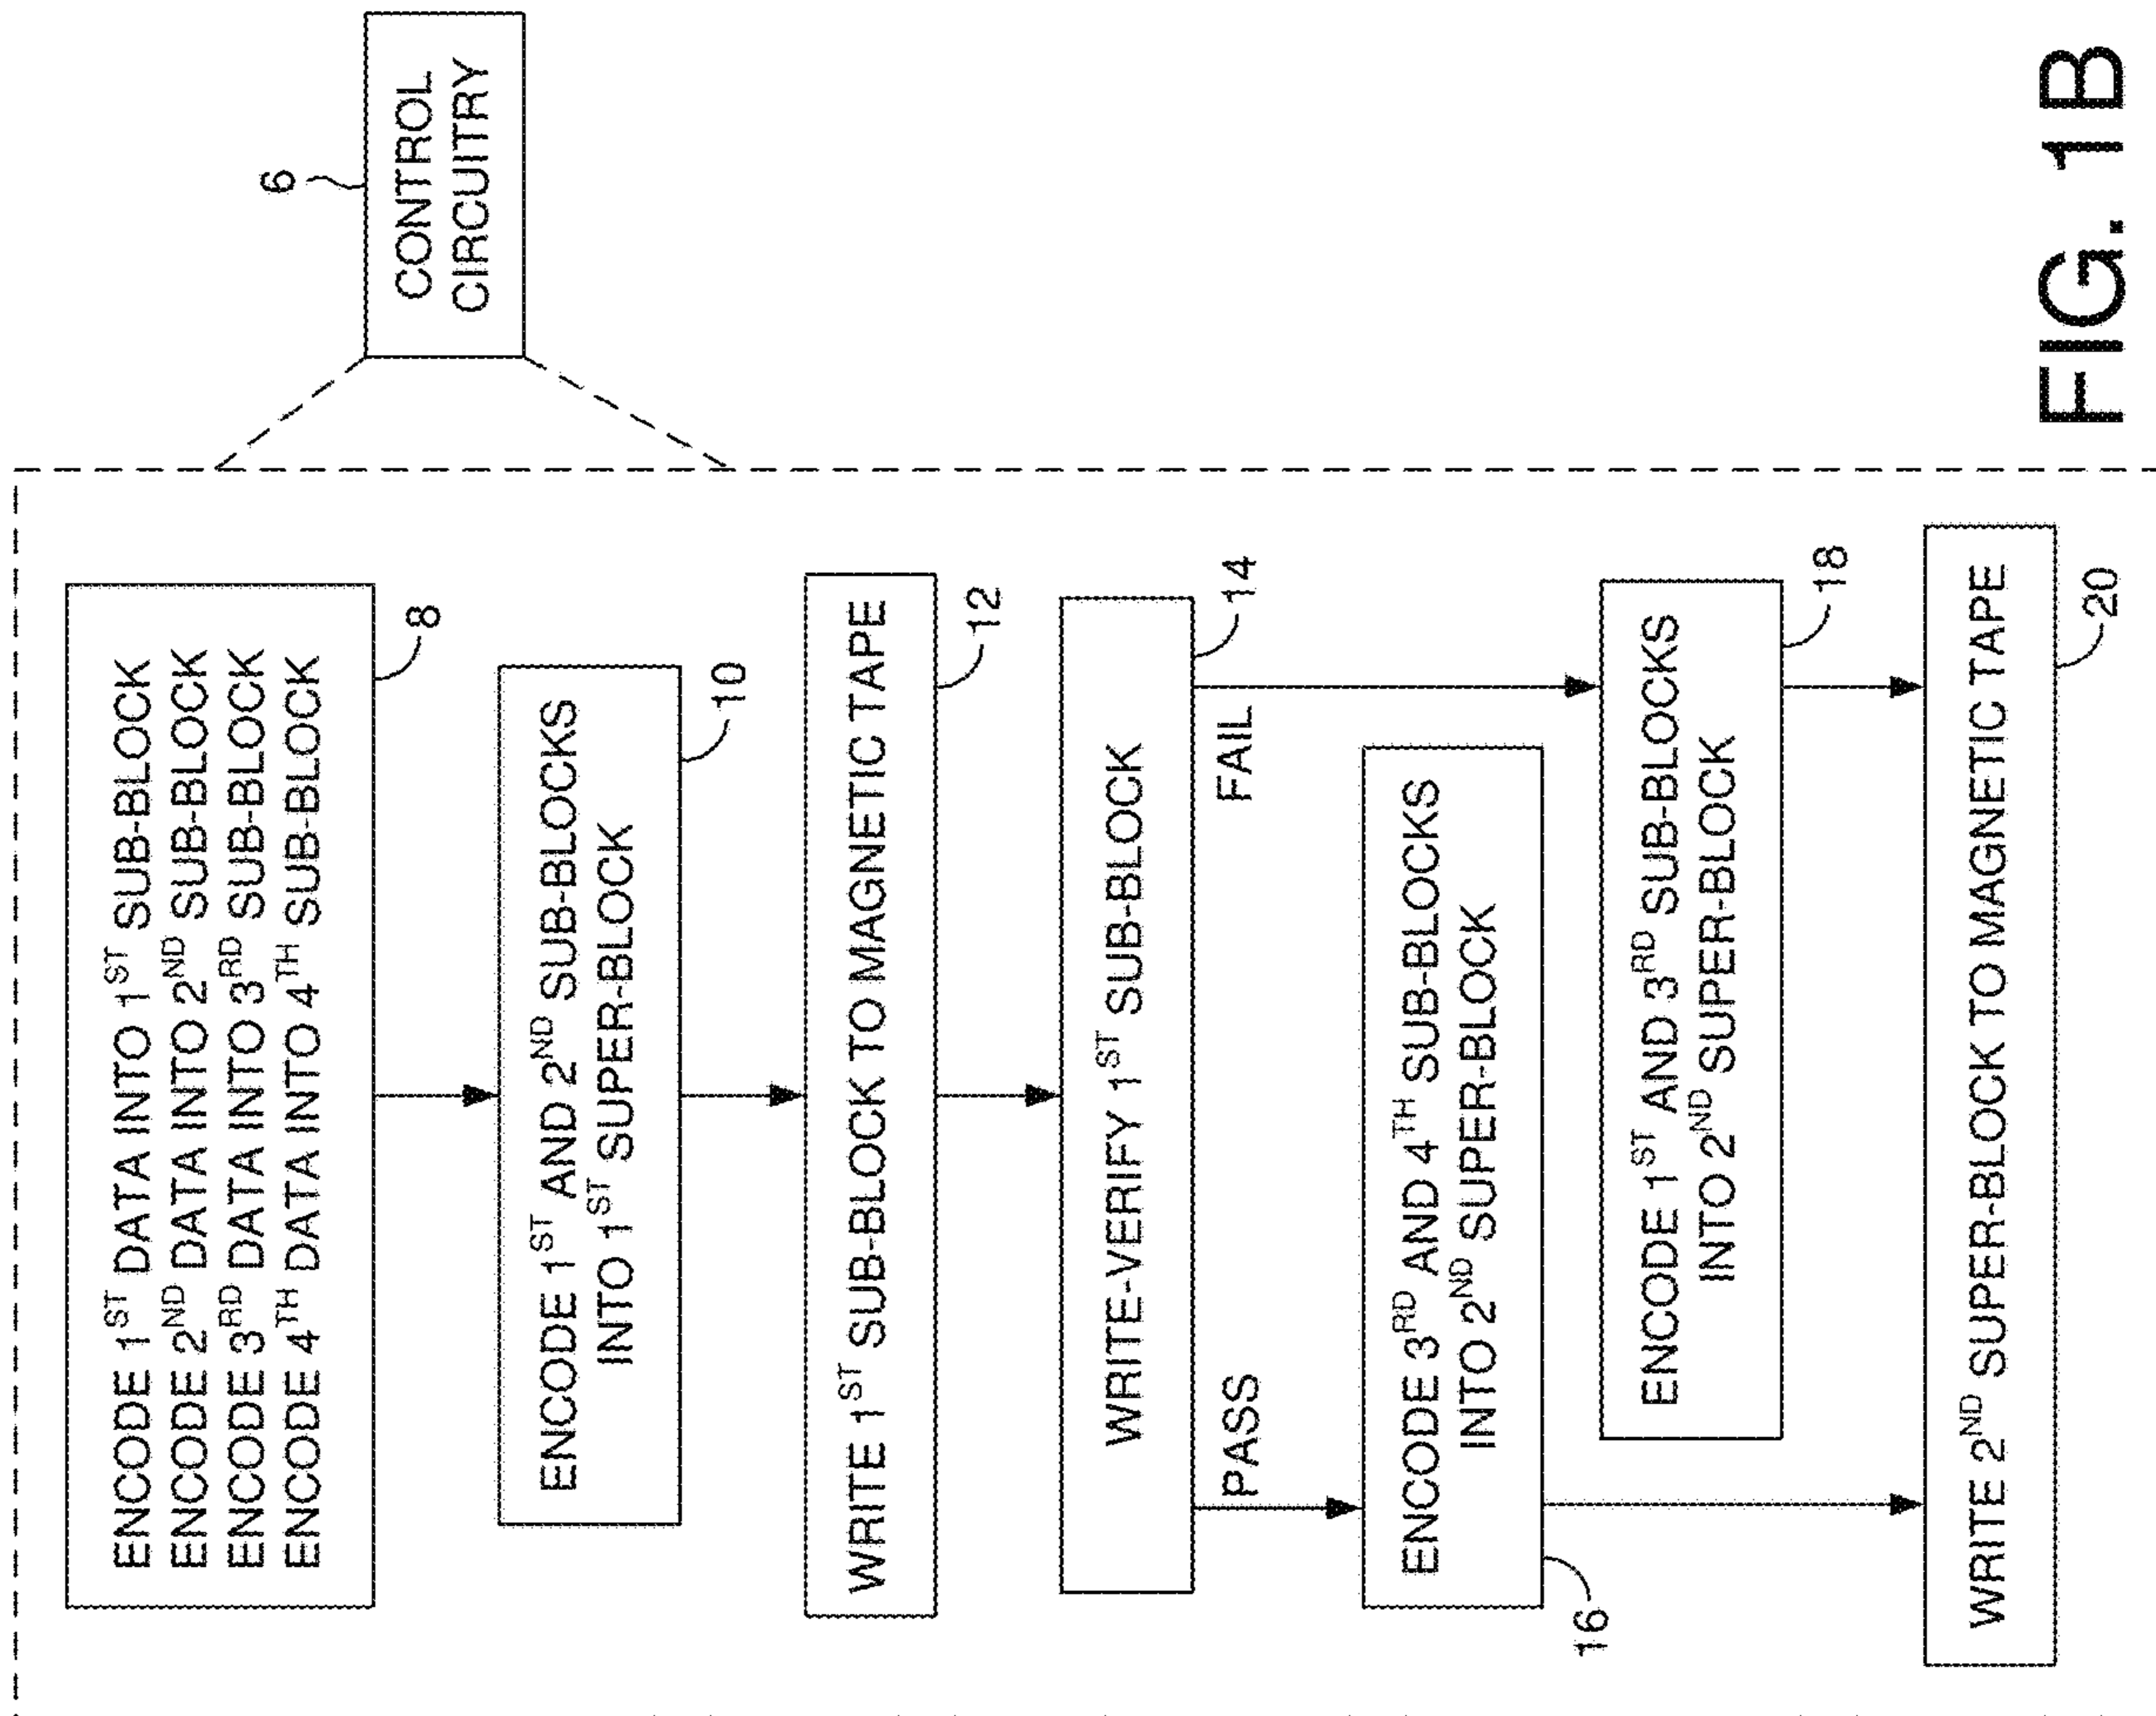 CONTROL
CIRCUITRY
6
ENCODE 1ST DATA INTO 1ST SUB-BLOCK
ENCODE 2ND DATA INTO 2ND SUB-BLOCK
ENCODE 3RD DATA INTO 3RD SUB-BLOCK
ENCODE 4TH DATA INTO 4TH SUB-BLOCK
8
ENCODE 1ST AND 2ND SUB-BLOCKS
INTO 1ST SUPER-BLOCK
10
WRITE 1ST SUB-BLOCK TO MAGNETIC TAPE
12
WRITE-VERIFY 1ST SUB-BLOCK
14
PASS
FAIL
ENCODE 3RD AND 4TH SUB-BLOCKS
INTO 2ND SUPER-BLOCK
16
ENCODE 1ST AND 3RD SUB-BLOCKS
INTO 2ND SUPER-BLOCK
18
WRITE 2ND SUPER-BLOCK TO MAGNETIC TAPE
20
FIG. 1B